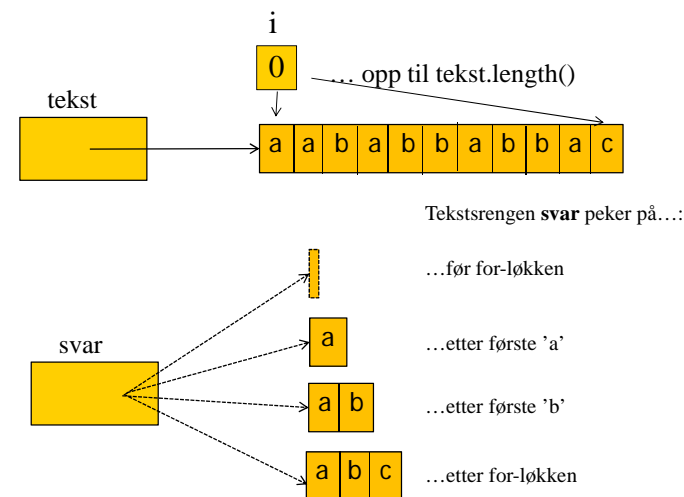 i
0
… opp til tekst.length()
tekst
a a b a b b a b b a c
Tekstsrengen svar peker på…:
…før for-løkken
a …etter første ’a’
svar
a b …etter første ’b’
a b c …etter for-løkken